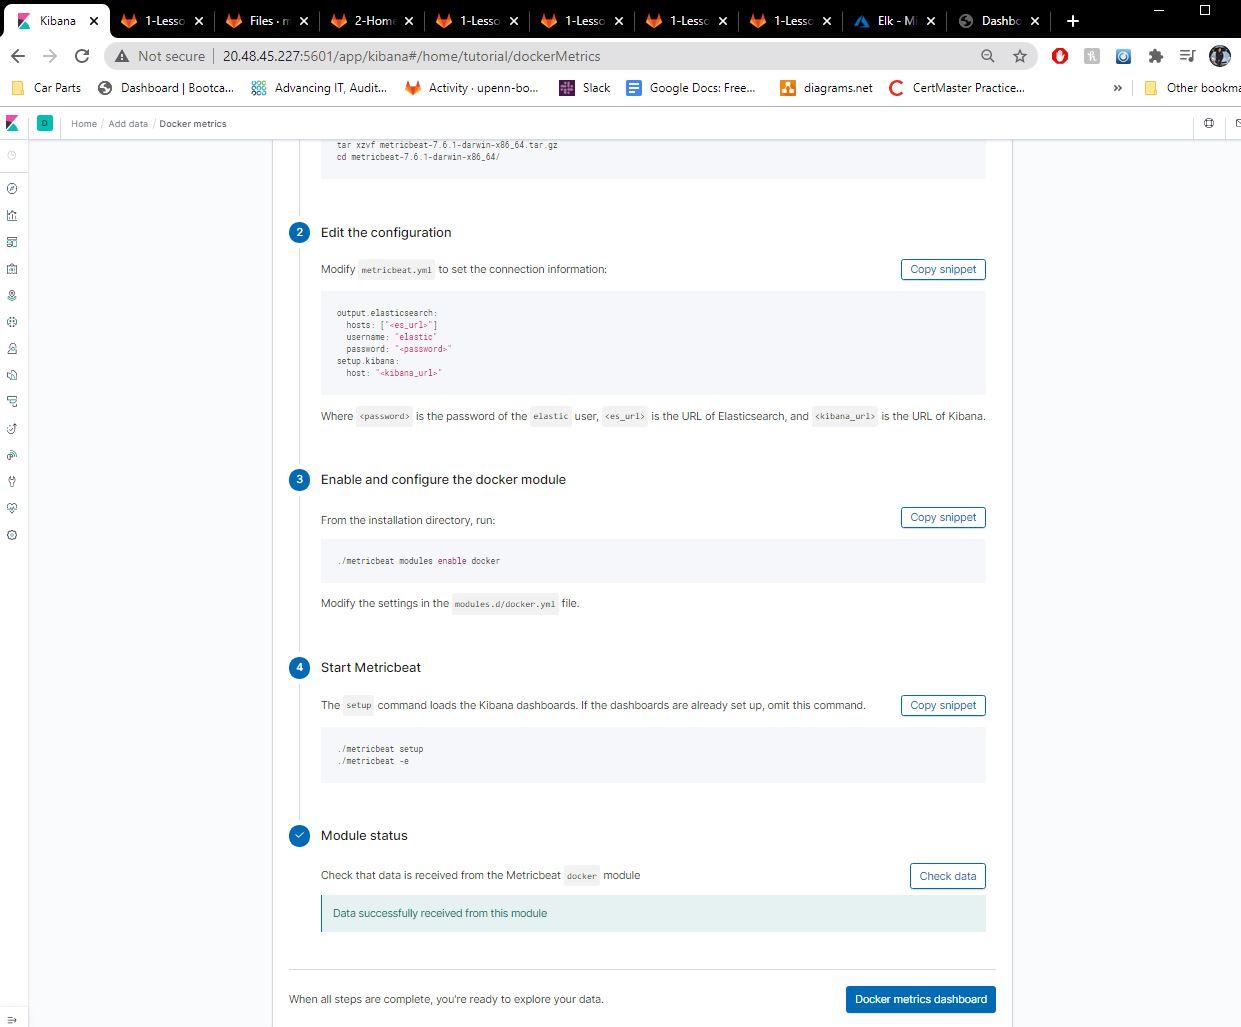 Kibana
1-Lesso
Files · m
2-Home
1-Lesso
1-Lesso
1-Lesso
1-Lesso
Elk - Mi
Dashbo
Not secure
20.48.45.227:5601/app/kibana#/home/tutorial/dockerMetrics
Car Parts
Dashboard | Bootca...
Advancing IT, Audit...
Activity · upenn-bo...
Slack
Google Docs: Free...
diagrams.net
CertMaster Practice...
»
Other bookma
D
Home / Add data / Docker metrics
tar xzvf metricbeat-7.6.1-darwin-x86_64.tar.gz
cd metricbeat-7.6.1-darwin-x86_64/
2 Edit the configuration
Modify metricbeat.yml to set the connection information:
Copy snippet
output.elasticsearch:
hosts: ["<es_url>"]
username: "elastic"
password: "<password>"
setup.kibana:
host: "<kibana_url>"
Where <password> is the password of the elastic user, <es_url> is the URL of Elasticsearch, and <kibana_url> is the URL of Kibana.
3 Enable and configure the docker module
From the installation directory, run:
Copy snippet
./metricbeat modules enable docker
Modify the settings in the modules.d/docker.yml file.
4 Start Metricbeat
The setup command loads the Kibana dashboards. If the dashboards are already set up, omit this command.
Copy snippet
./metricbeat setup
./metricbeat -e
Module status
Check that data is received from the Metricbeat docker module
Check data
Data successfully received from this module
When all steps are complete, you're ready to explore your data.
Docker metrics dashboard